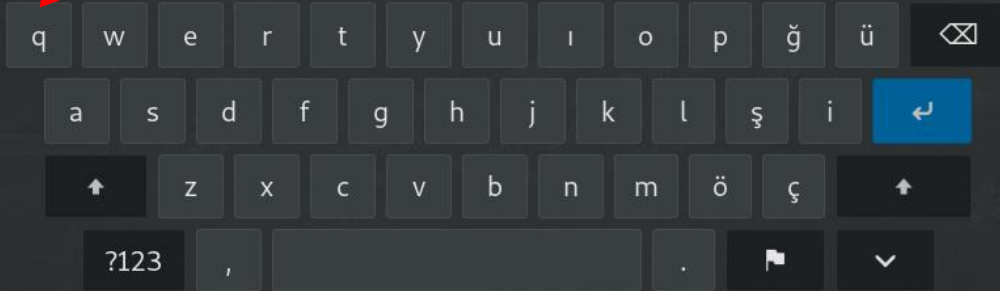 q w e r t y u ı o p ğ ü
a s d f g h j k l ş i
z x c v b n m ö ç
?123 , .